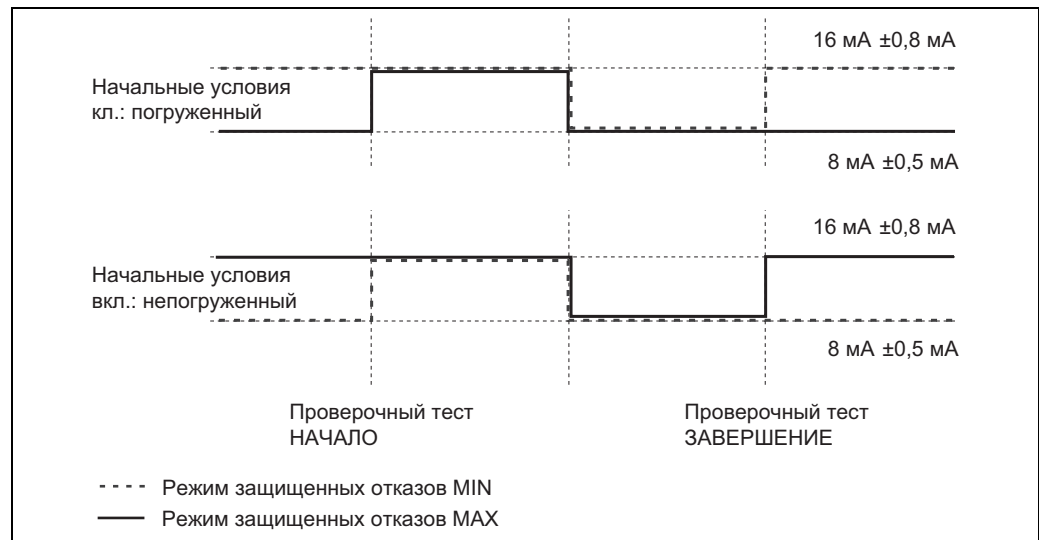 16 мА ±0,8 мА
Начальные условия
кл.: погруженный
8 мА ±0,5 мА
16 мА ±0,8 мА
Начальные условия
вкл.: непогруженный
8 мА ±0,5 мА
Проверочный тест
НАЧАЛО
Проверочный тест
ЗАВЕРШЕНИЕ
Режим защищенных отказов MIN
Режим защищенных отказов MAX